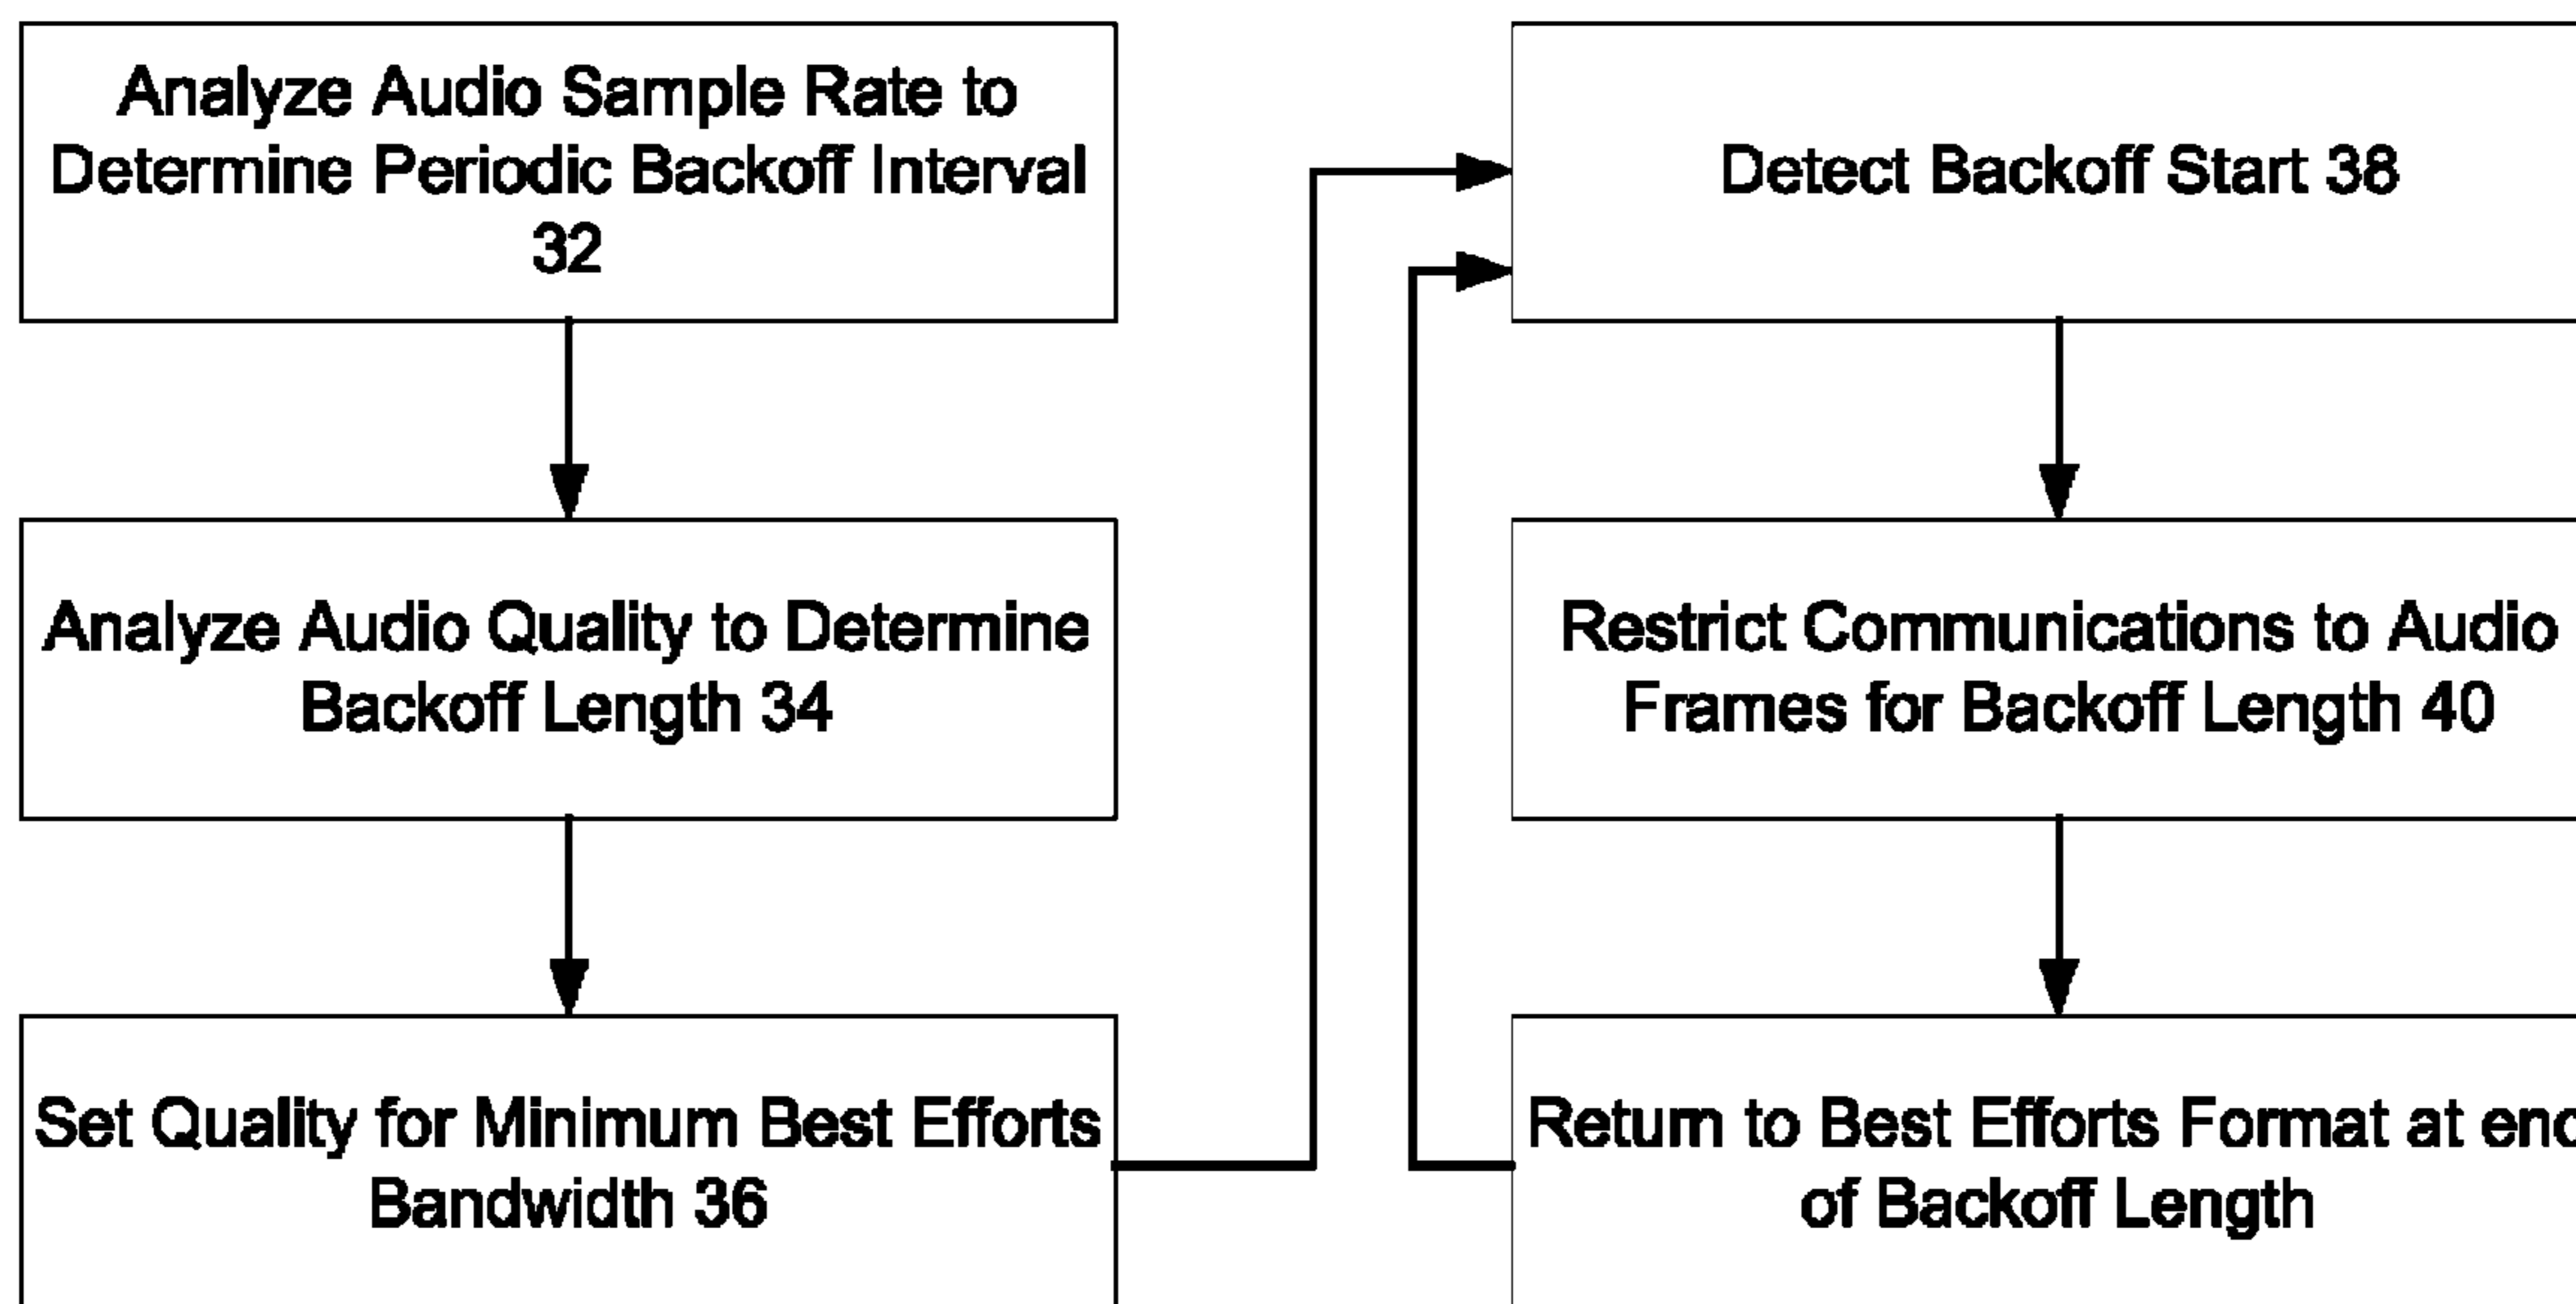 Analyze Audio Sample Rate to
Determine Periodic Backoff Interval
32
Analyze Audio Quality to Determine
Backoff Length 34
Set Quality for Minimum Best Efforts
Bandwidth 36
Detect Backoff Start 38
Restrict Communications to Audio
Frames for Backoff Length 40
Return to Best Efforts Format at end
of Backoff Length